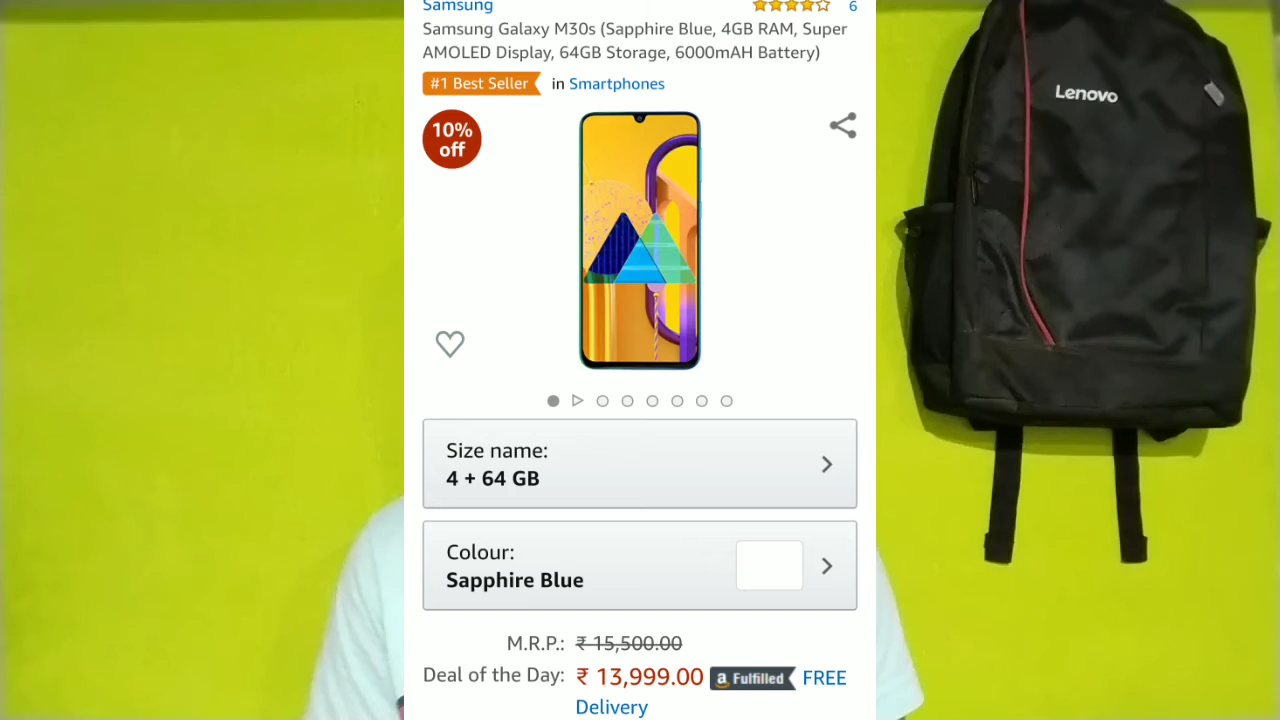 Samsung
6
Samsung Galaxy M30s (Sapphire Blue, 4GB RAM, Super
AMOLED Display, 64GB Storage, 6000mAH Battery)
#1 Best Seller in Smartphones
10%
off
Lenovo
Size name:
4 + 64 GB
Colour:
Sapphire Blue
M.R.P.: ₹ 15,500.00
Deal of the Day: ₹ 13,999.00 a Fulfilled FREE
Delivery